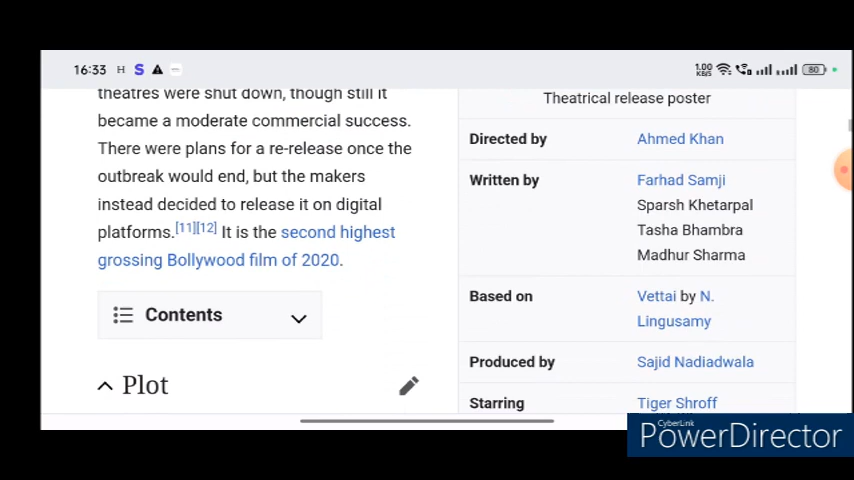 16:33 H S
1.00 KB/S 80
theatres were shut down, though still it
became a moderate commercial success.
There were plans for a re-release once the
outbreak would end, but the makers
instead decided to release it on digital
platforms.[11][12] It is the second highest
grossing Bollywood film of 2020.
Contents
Plot
Theatrical release poster
Directed by Ahmed Khan
Written by Farhad Samji
Sparsh Khetarpal
Tasha Bhambra
Madhur Sharma
Based on Vettai by N.
Lingusamy
Produced by Sajid Nadiadwala
Starring Tiger Shroff
CyberLink
PowerDirector